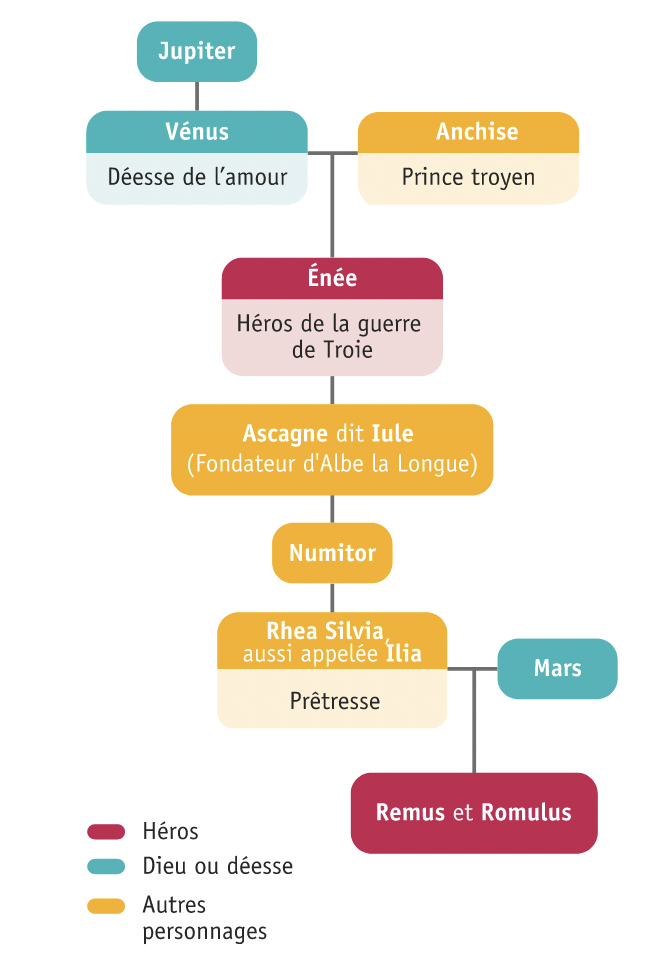 Jupiter
Vénus
Déesse de l’amour
Anchise
Prince troyen
Énée
Héros de la guerre
de Troie
Ascagne dit Iule
(Fondateur d'Albe la Longue)
Numitor
Rhea Silvia,
aussi appelée Ilia
Prêtresse
Mars
Remus et Romulus
Héros
Dieu ou déesse
Autres
personnages